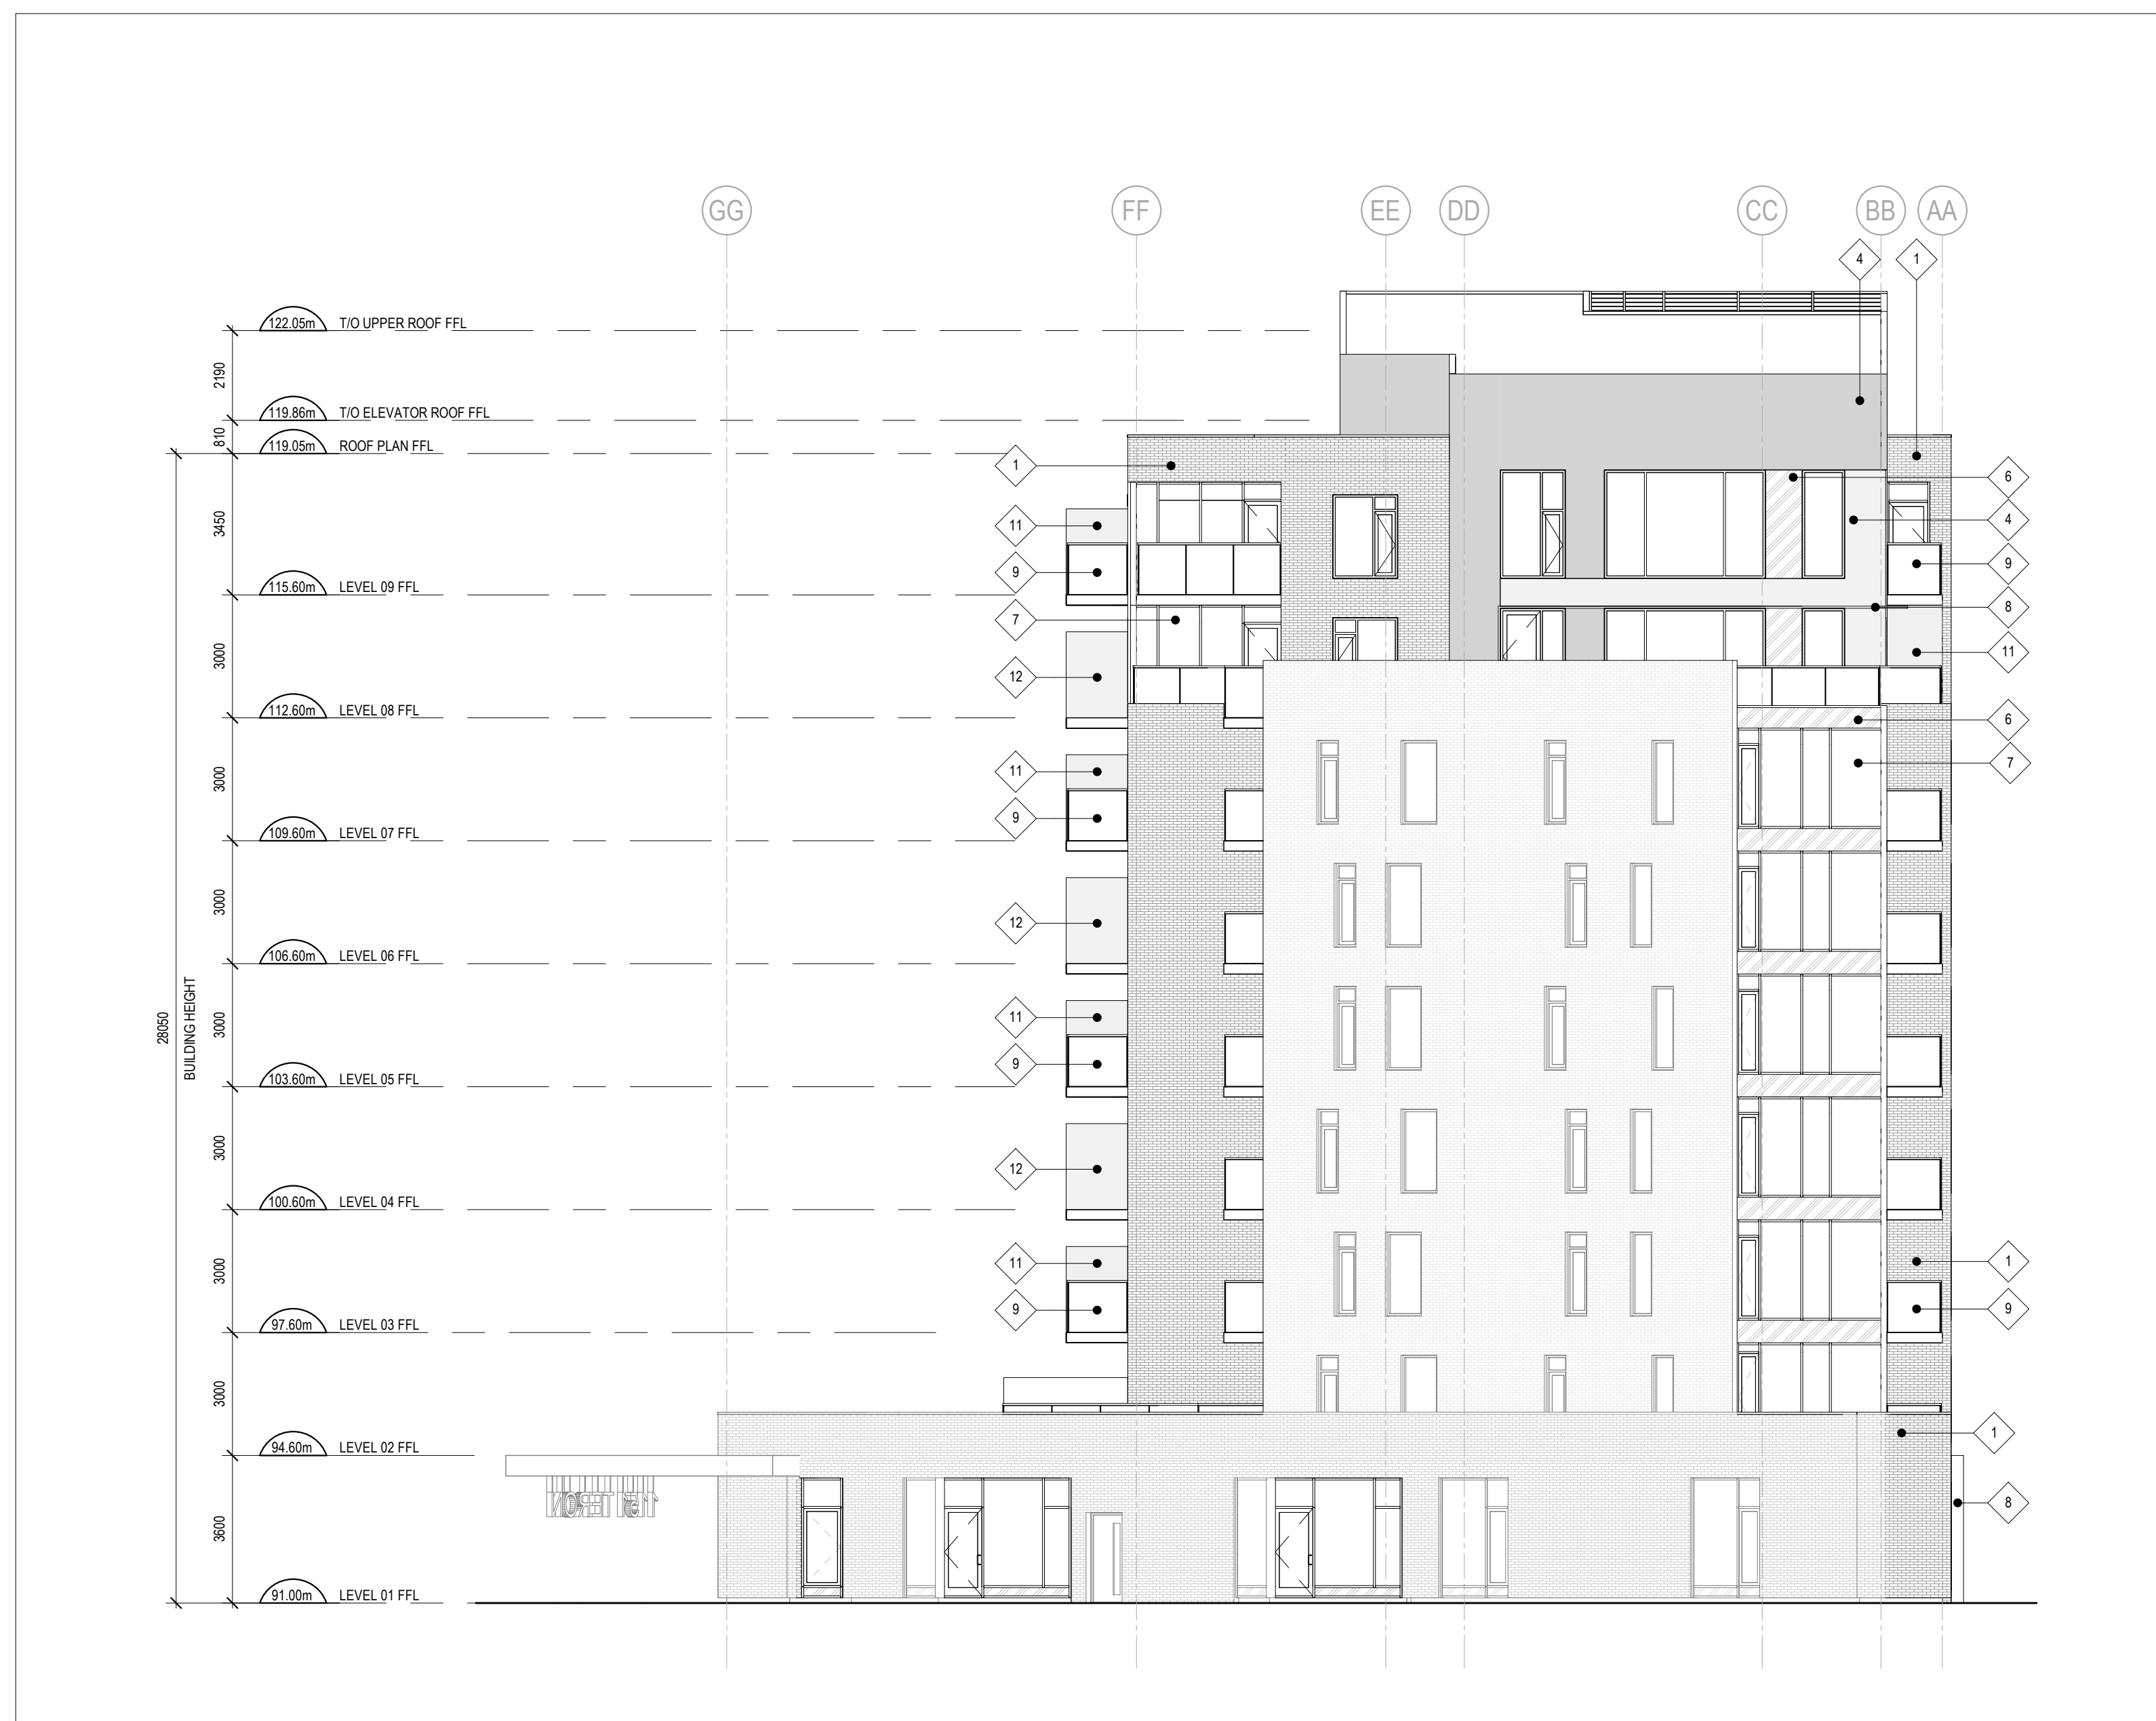 GG FF EE DD CC BB AA
4 1
122.05m T/O UPPER ROOF FFL
2190
119.86m T/O ELEVATOR ROOF FFL
810
119.05m ROOF PLAN FFL
1
6
3450
11
4
9
9
115.60m LEVEL 09 FFL
8
7
3000
11
12
112.60m LEVEL 08 FFL
6
7
3000
11
9
109.60m LEVEL 07 FFL
3000
12
106.60m LEVEL 06 FFL
28050
BUILDING HEIGHT
3000
11
9
103.60m LEVEL 05 FFL
3000
12
100.60m LEVEL 04 FFL
3000
11
1
9
9
97.60m LEVEL 03 FFL
3000
1
94.60m LEVEL 02 FFL
8
3600
91.00m LEVEL 01 FFL